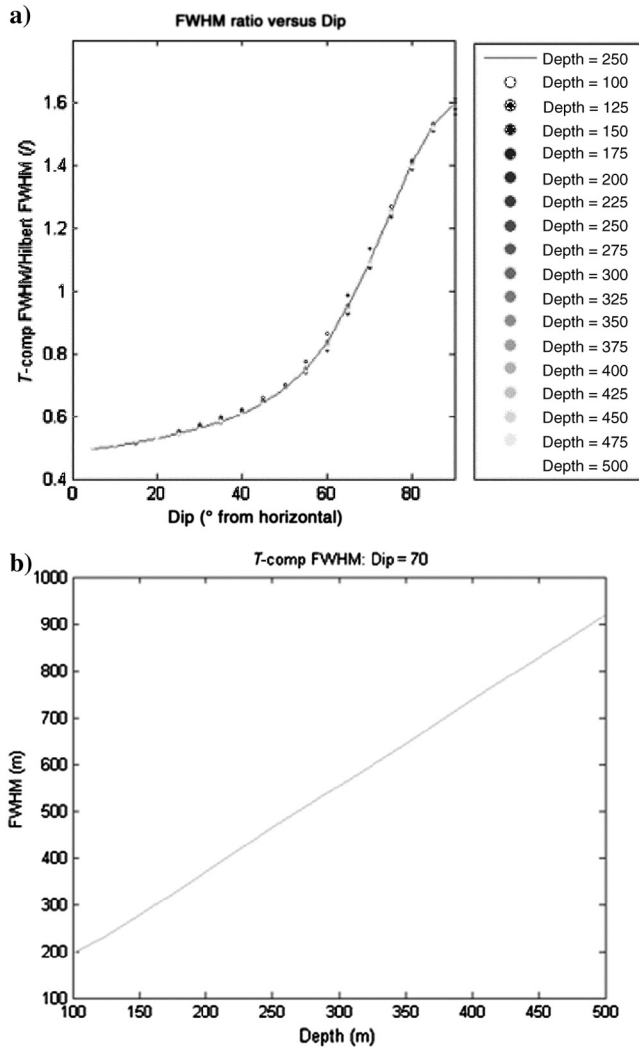 a)
FWHM ratio versus Dip
T-comp FWHM/Hilbert FWHM (/)
1.6
1.4
1.2
1
0.8
0.6
0.4
0
20
40
60
80
Dip (° from horizontal)
Depth = 250
Depth = 100
Depth = 125
Depth = 150
Depth = 175
Depth = 200
Depth = 225
Depth = 250
Depth = 275
Depth = 300
Depth = 325
Depth = 350
Depth = 375
Depth = 400
Depth = 425
Depth = 450
Depth = 475
Depth = 500
b)
T-comp FWHM: Dip = 70
FWHM (m)
1000
900
800
700
600
500
400
300
200
100
100
150
200
250
300
350
400
450
500
Depth (m)